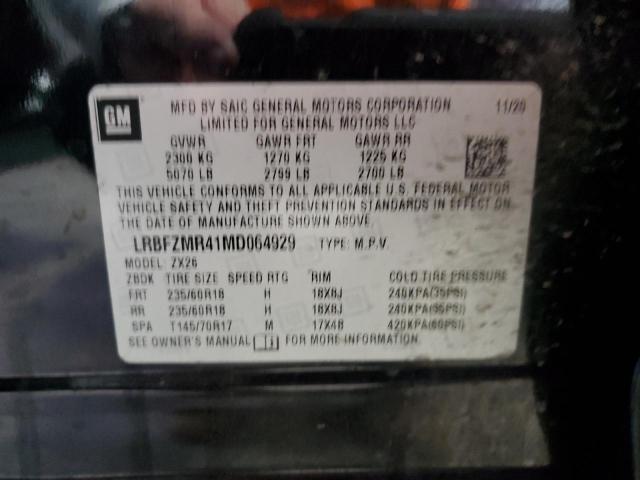 GM
MFD BY SAIC GENERAL MOTORS CORPORATION 11/20
LIMITED FOR GENERAL MOTORS LLC
GVWR GAWR FRT GAWR RR
2300 KG 1270 KG 1225 KG
5070 LB 2799 LB 2700 LB
THIS VEHICLE CONFORMS TO ALL APPLICABLE U.S. FEDERAL MOTOR
VEHICLE SAFETY AND THEFT PREVENTION STANDARDS IN EFFECT ON
THE DATE OF MANUFACTURE SHOWN ABOVE.
LRBFZMR41MD064929 TYPE: M.P.V.
MODEL: ZX26
ZBDK TIRE SIZE SPEED RTG RIM COLD TIRE PRESSURE
FRT 235/60R18 H 18X8J 240KPA(35PSI)
RR 235/60R18 H 18X8J 240KPA(35PSI)
SPA T145/70R17 M 17X4B 420KPA(60PSI)
SEE OWNER'S MANUAL FOR MORE INFORMATION.